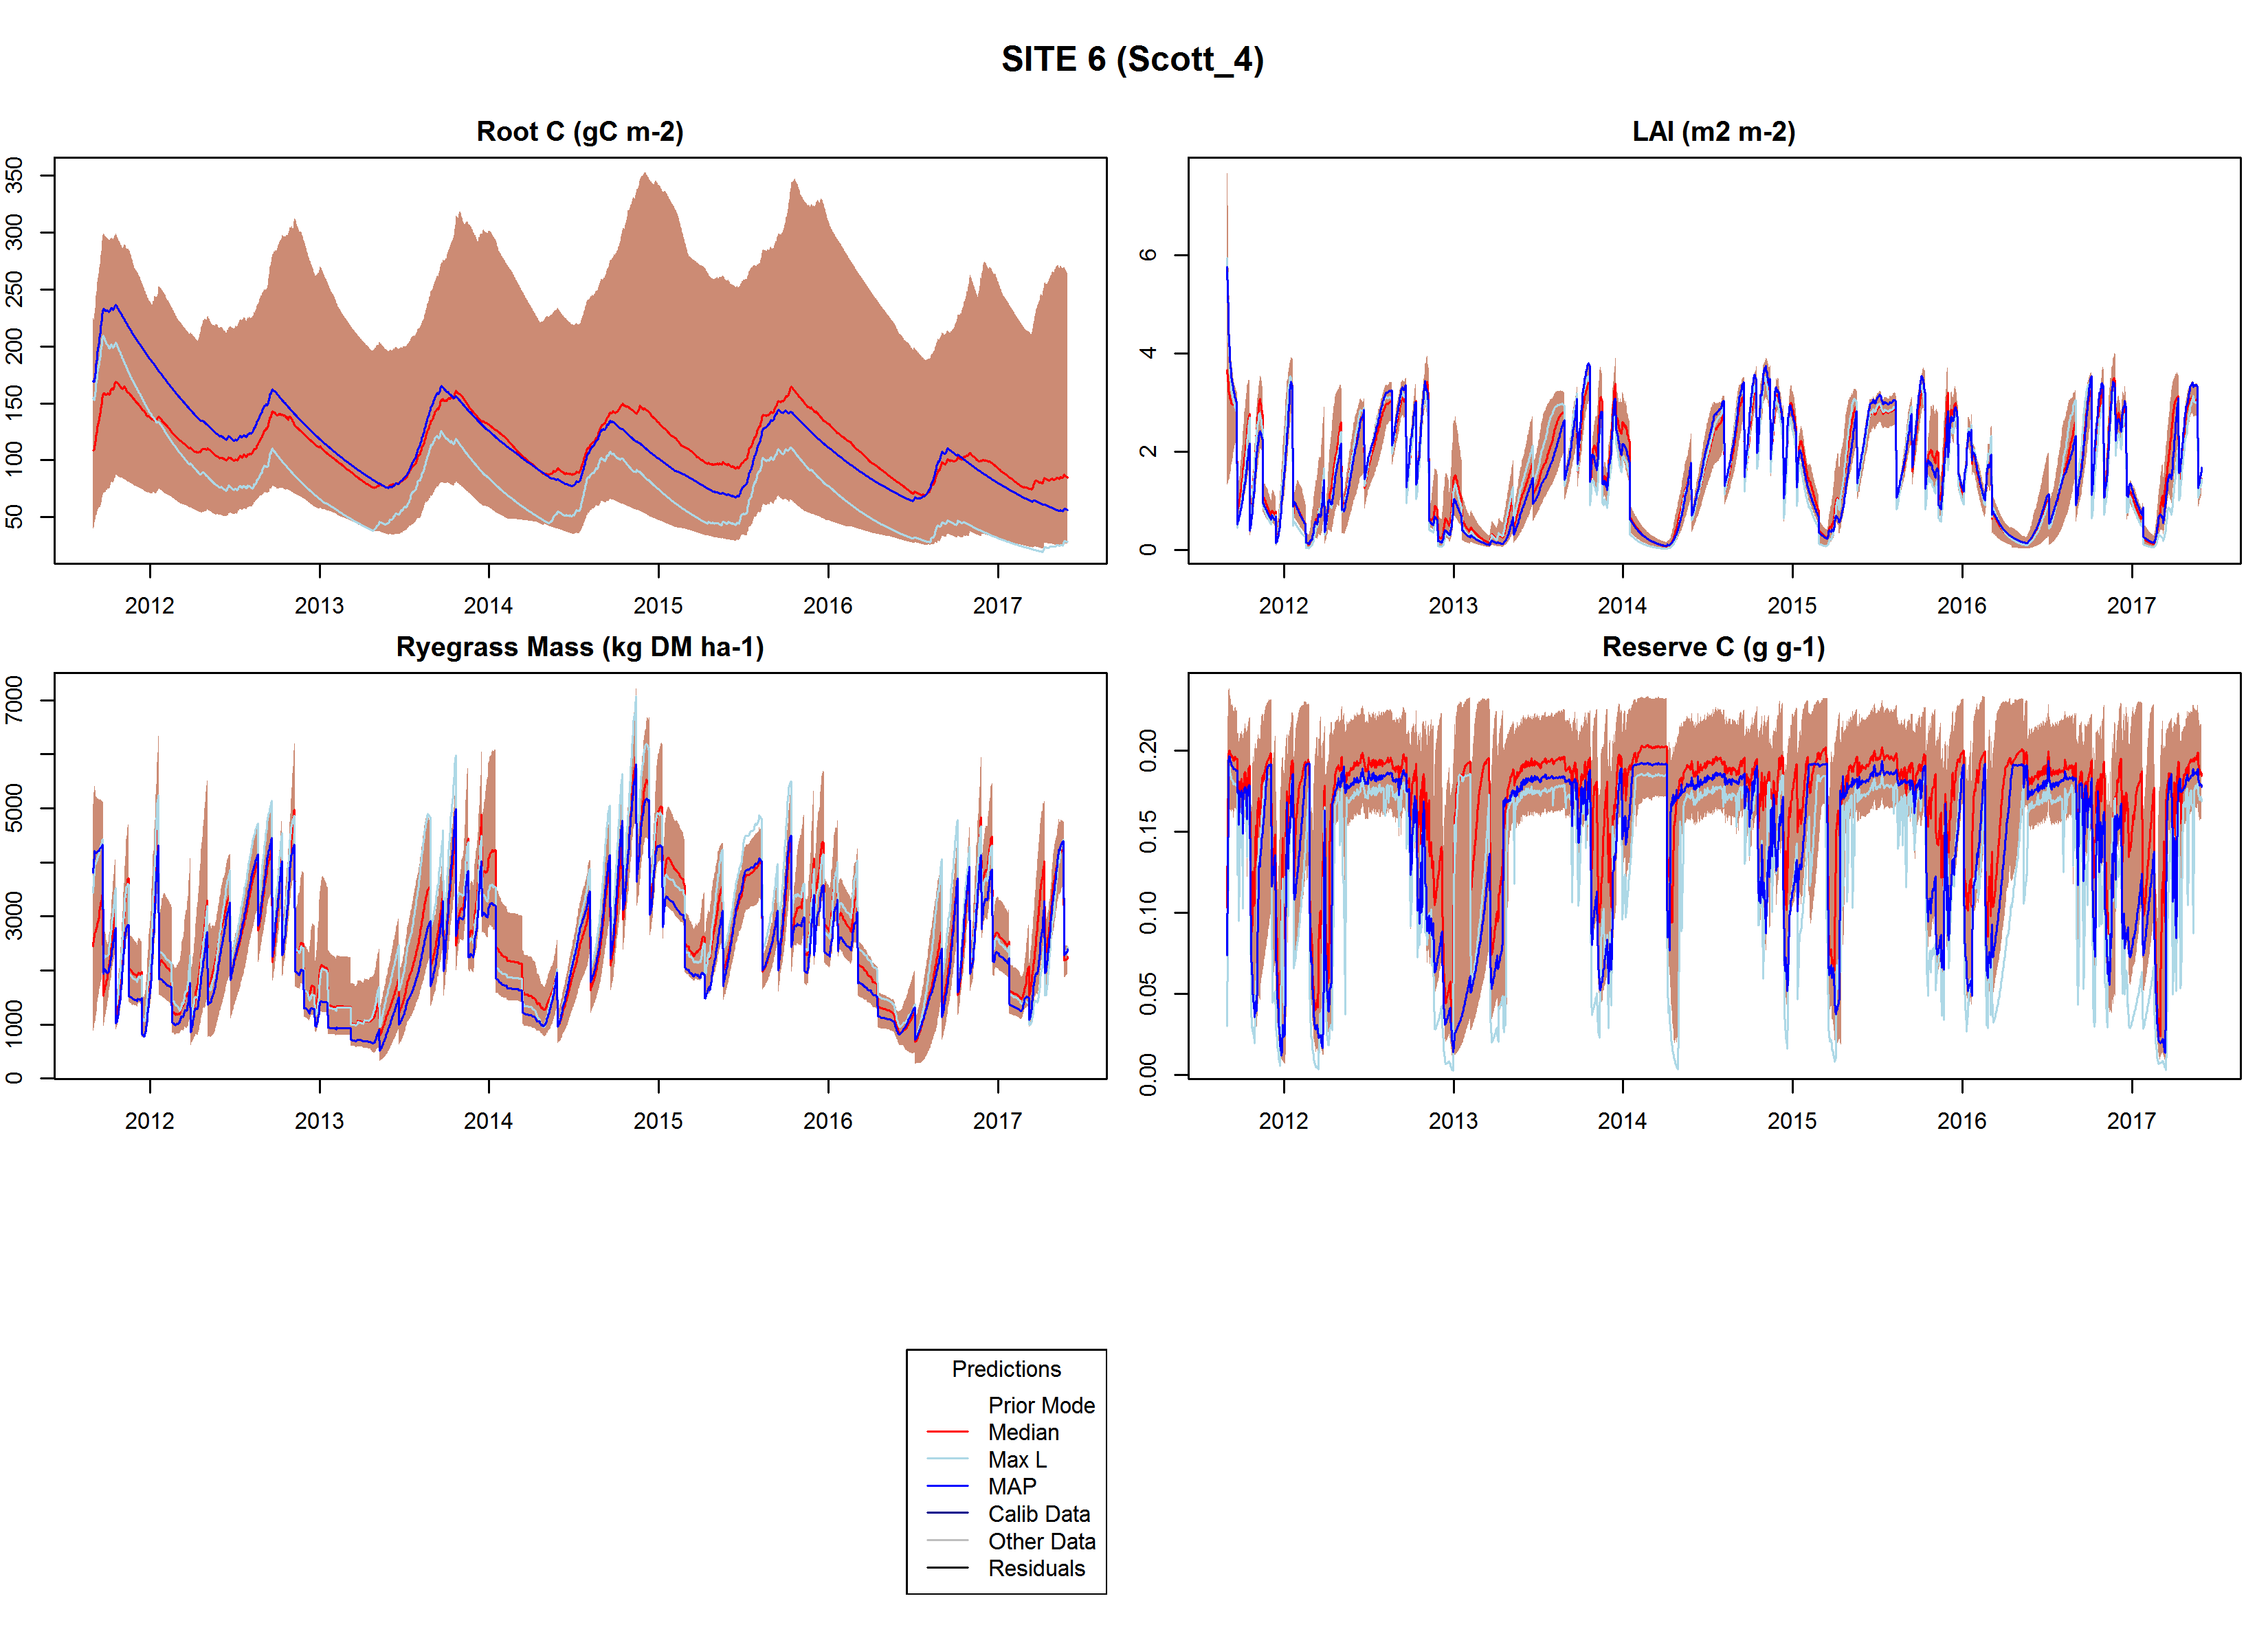 SITE 6 (Scott_4)
Root C (gC m-2)
350
300
250
200
150
100
50
2012 2013 2014 2015 2016 2017
LAI (m2 m-2)
6
4
2
0
2012 2013 2014 2015 2016 2017
Ryegrass Mass (kg DM ha-1)
7000
5000
3000
1000
0
2012 2013 2014 2015 2016 2017
Reserve C (g g-1)
0.20
0.15
0.10
0.05
0.00
2012 2013 2014 2015 2016 2017
Predictions
Prior Mode
Median
Max L
MAP
Calib Data
Other Data
Residuals